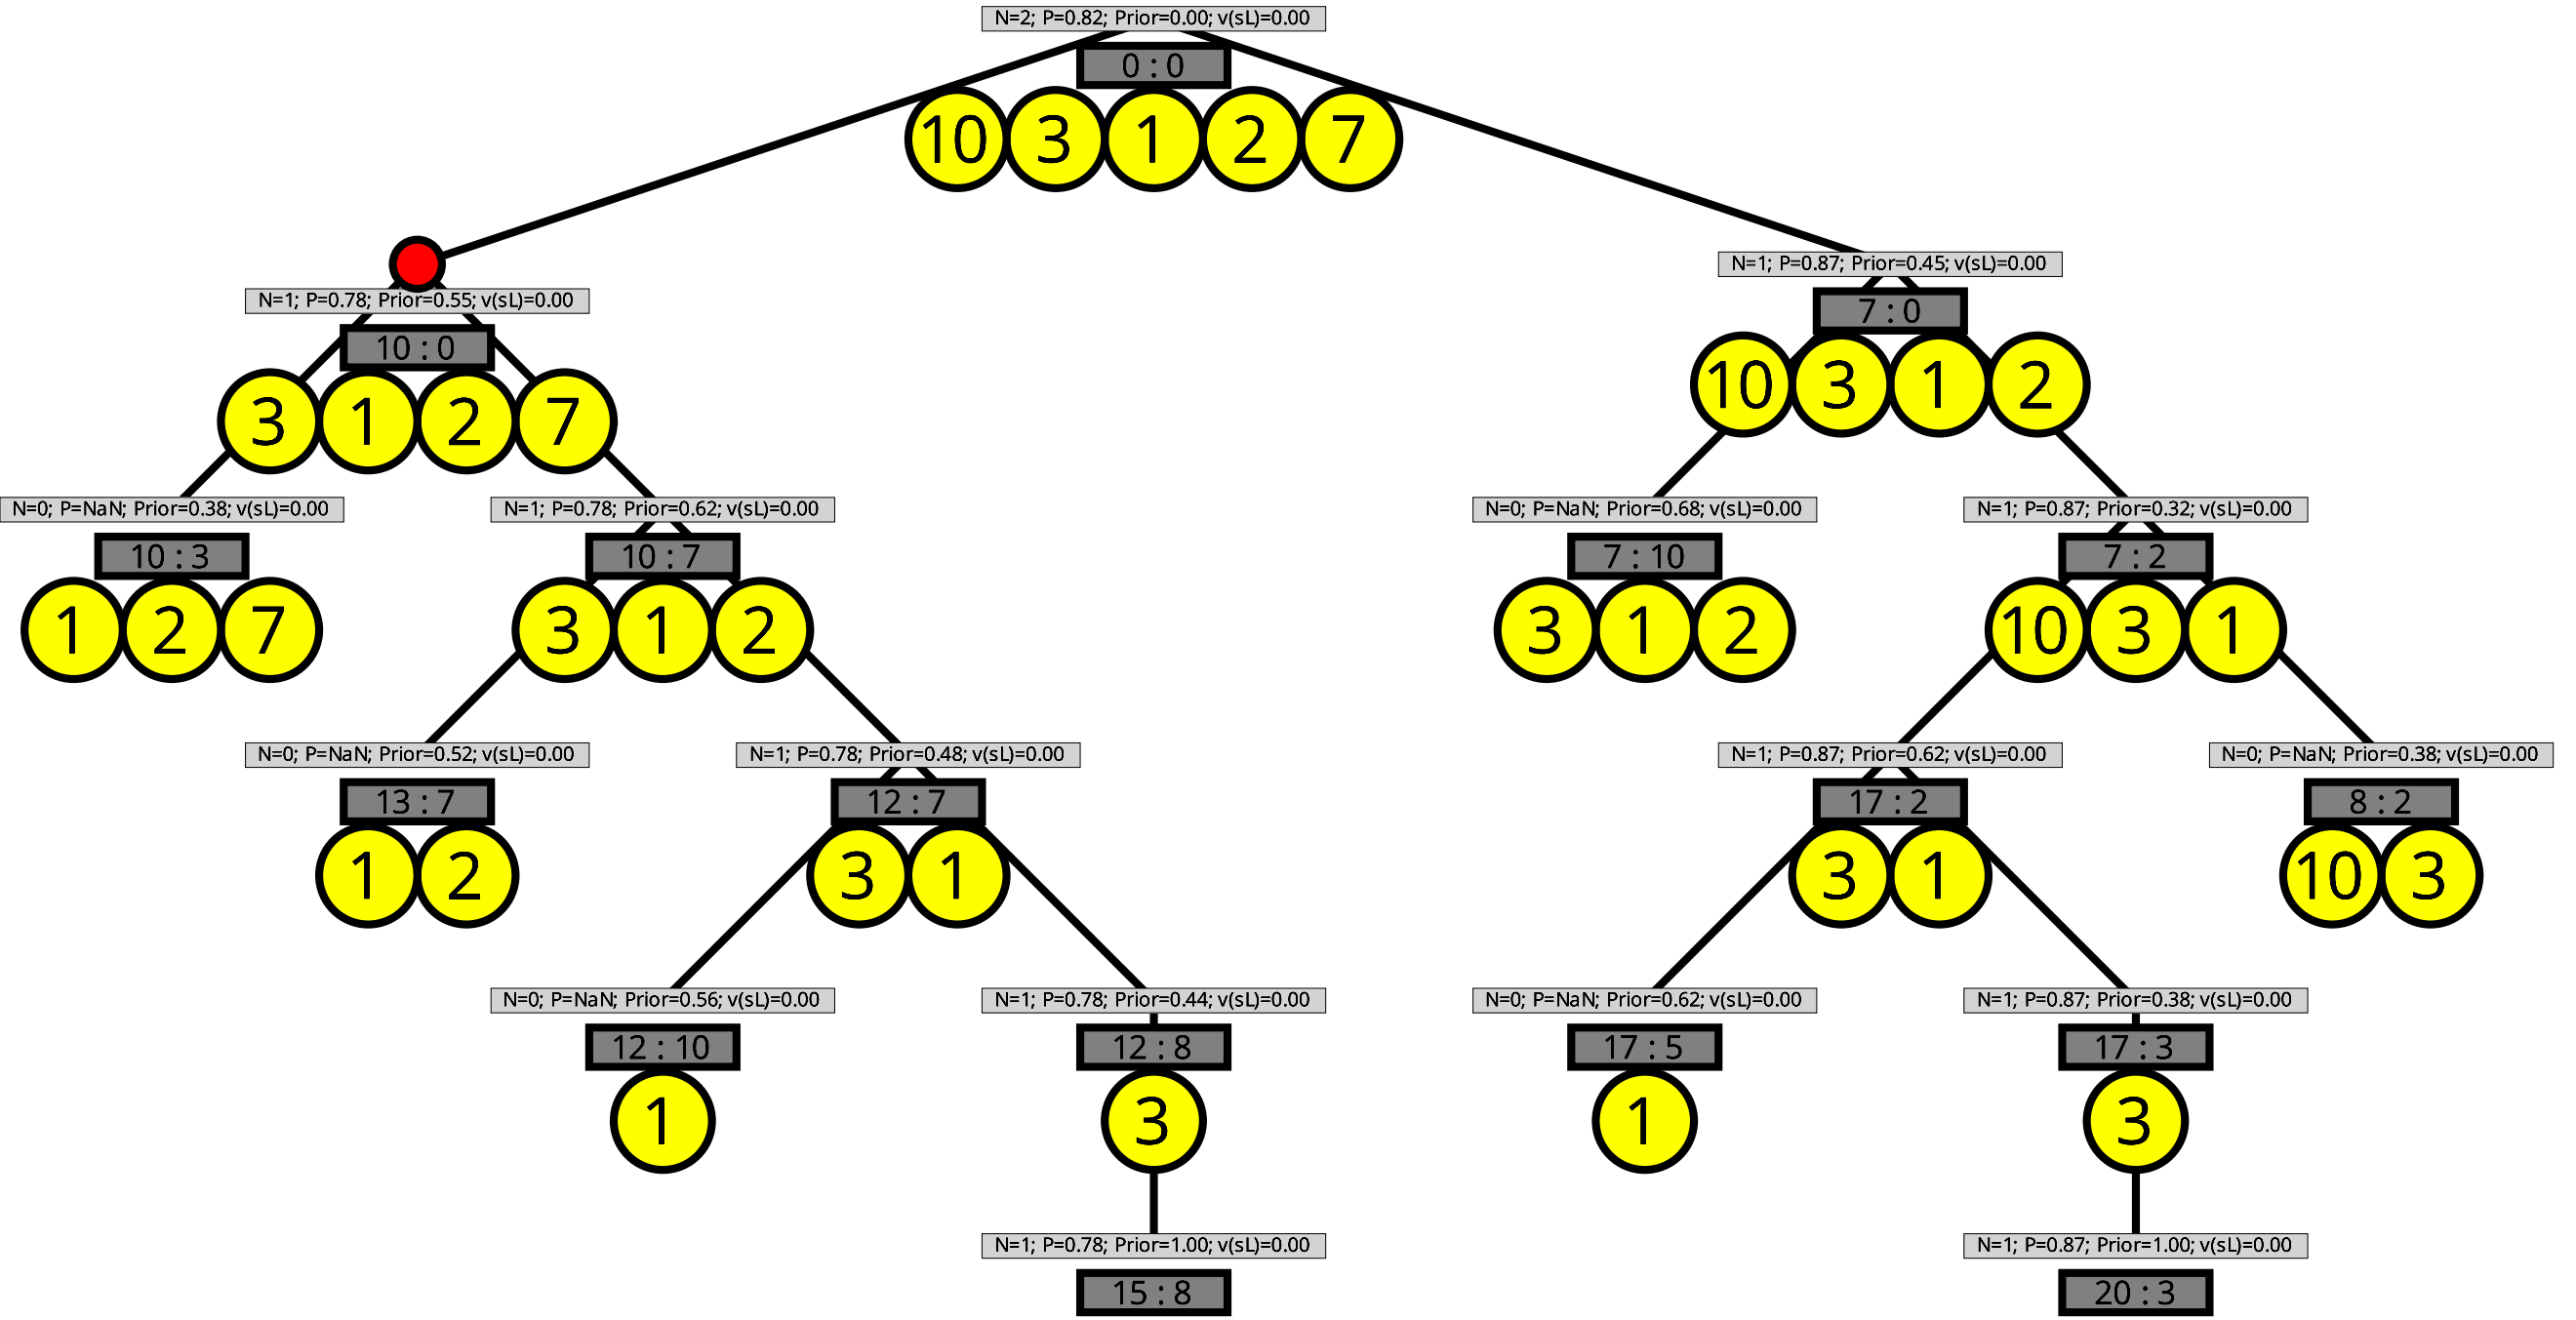 N=2; P=0.82; Prior=0.00; v(sL)=0.00
0 : 0
10 3 1 2 7
N=1; P=0.78; Prior=0.55; v(sL)=0.00
10 : 0
3 1 2 7
N=1; P=0.87; Prior=0.45; v(sL)=0.00
7 : 0
10 3 1 2
N=0; P=NaN; Prior=0.38; v(sL)=0.00
10 : 3
1 2 7
N=1; P=0.78; Prior=0.62; v(sL)=0.00
10 : 7
3 1 2
N=0; P=NaN; Prior=0.68; v(sL)=0.00
7 : 10
3 1 2
N=1; P=0.87; Prior=0.32; v(sL)=0.00
7 : 2
10 3 1
N=0; P=NaN; Prior=0.52; v(sL)=0.00
13 : 7
1 2
N=1; P=0.78; Prior=0.48; v(sL)=0.00
12 : 7
3 1
N=1; P=0.87; Prior=0.62; v(sL)=0.00
17 : 2
3 1
N=0; P=NaN; Prior=0.38; v(sL)=0.00
8 : 2
10 3
N=0; P=NaN; Prior=0.56; v(sL)=0.00
12 : 10
1
N=1; P=0.78; Prior=0.44; v(sL)=0.00
12 : 8
3
N=0; P=NaN; Prior=0.62; v(sL)=0.00
17 : 5
1
N=1; P=0.87; Prior=0.38; v(sL)=0.00
17 : 3
3
N=1; P=0.78; Prior=1.00; v(sL)=0.00
15 : 8
N=1; P=0.87; Prior=1.00; v(sL)=0.00
20 : 3